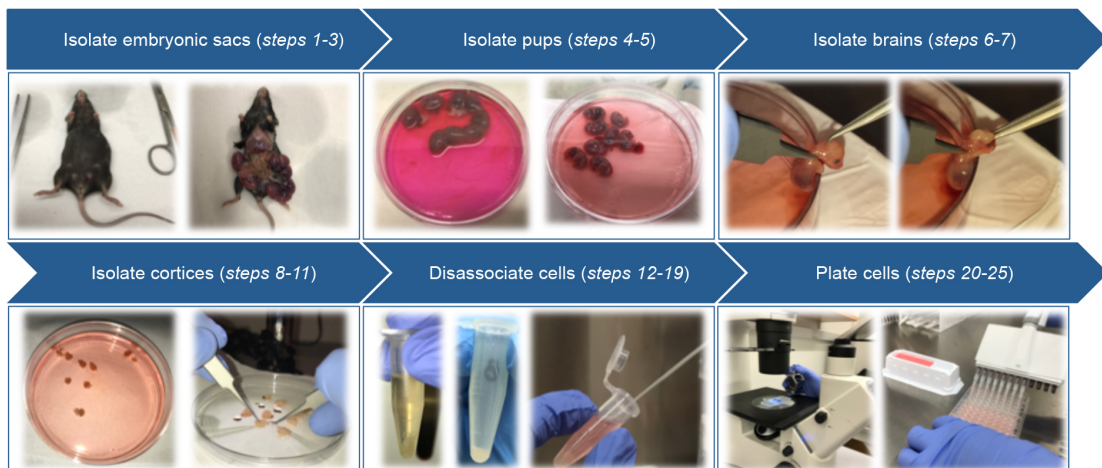 Isolate embryonic sacs (steps 1-3)
Isolate pups (steps 4-5)
Isolate brains (steps 6-7)
Isolate cortices (steps 8-11)
Disassociate cells (steps 12-19)
Plate cells (steps 20-25)